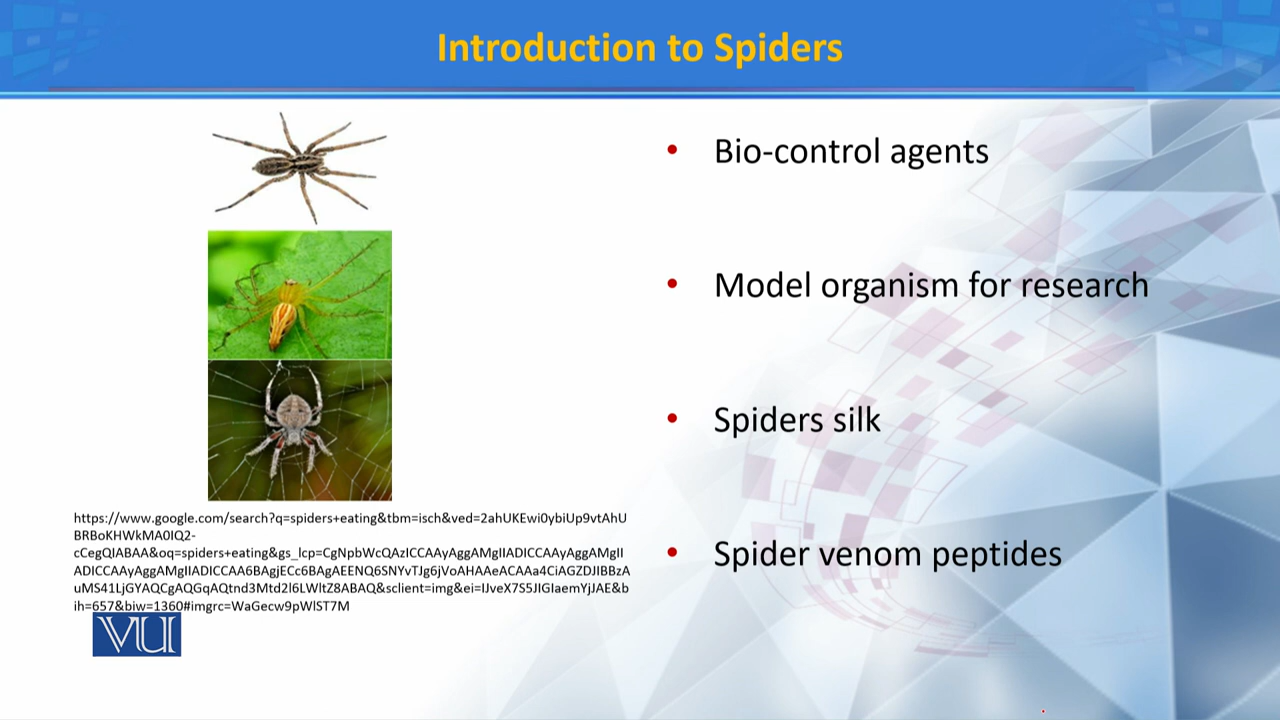 Introduction to Spiders
• Bio-control agents
• Model organism for research
• Spiders silk
• Spider venom peptides
https://www.google.com/search?q=spiders+eating&tbm=isch&ved=2ahUKEwi0ybiUp9vtAhU
BRBoKHWkMA0IQ2-
cCegQIABAA&oq=spiders+eating&gs_lcp=CgNpbWcQAzICCAAyAggAMgIIADICCAAyAggAMgII
ADICCAAyAggAMgIIADICCAA6BAgjECc6BAgAEENQ6SNYvTJg6jVoAHAAeACAAa4CiAGZDJIBBzA
uMS41LjGYAQCgAQGqAQtnd3Mtd2l6LWltZ8ABAQ&sclient=img&ei=IJveX7S5JIGIaemYjJAE&b
ih=657&biw=1360#imgrc=WaGecw9pWlST7M
VU